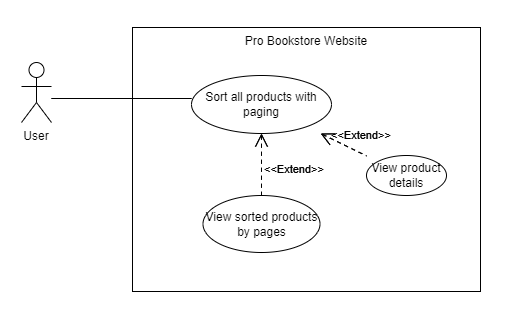 Pro Bookstore Website
Sort all products with
paging
User
<<Extend>>
<<Extend>>
View product
details
View sorted products
by pages